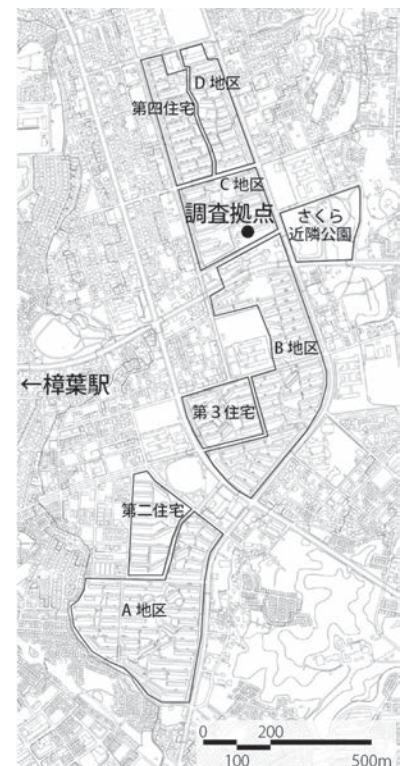 D 地区
第四住宅
C 地区
調査拠点
さくら
近隣公園
B 地区
←樟葉駅
第３住宅
第二住宅
A 地区
0 200
100 500m